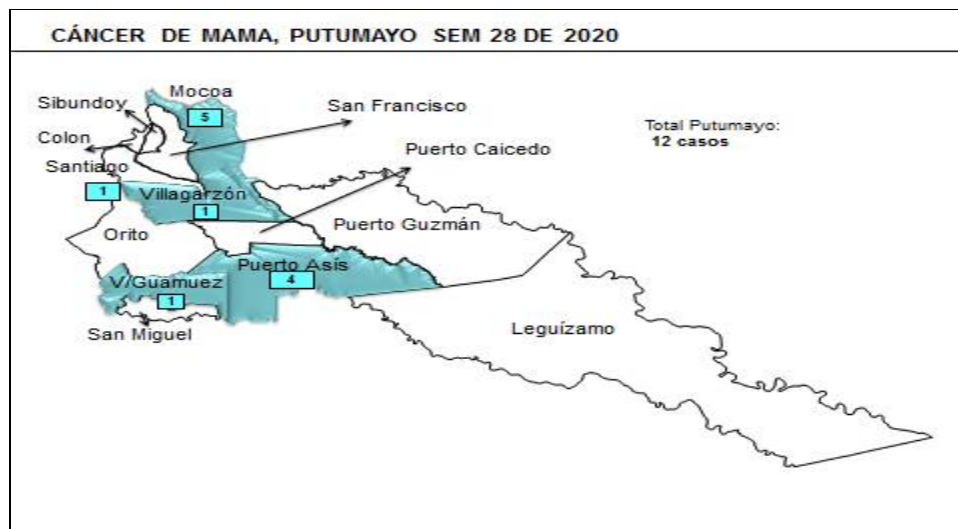 CÁNCER DE MAMA, PUTUMAYO SEM 28 DE 2020
Mocoa
Sibundoy
San Francisco
5
Total Putumayo:
12 casos
Colon
Puerto Caicedo
Santiago
1
Villagarzón
1
Puerto Guzmán
Orito
Puerto Asís
4
V/Guamuez
1
San Miguel
Leguízamo